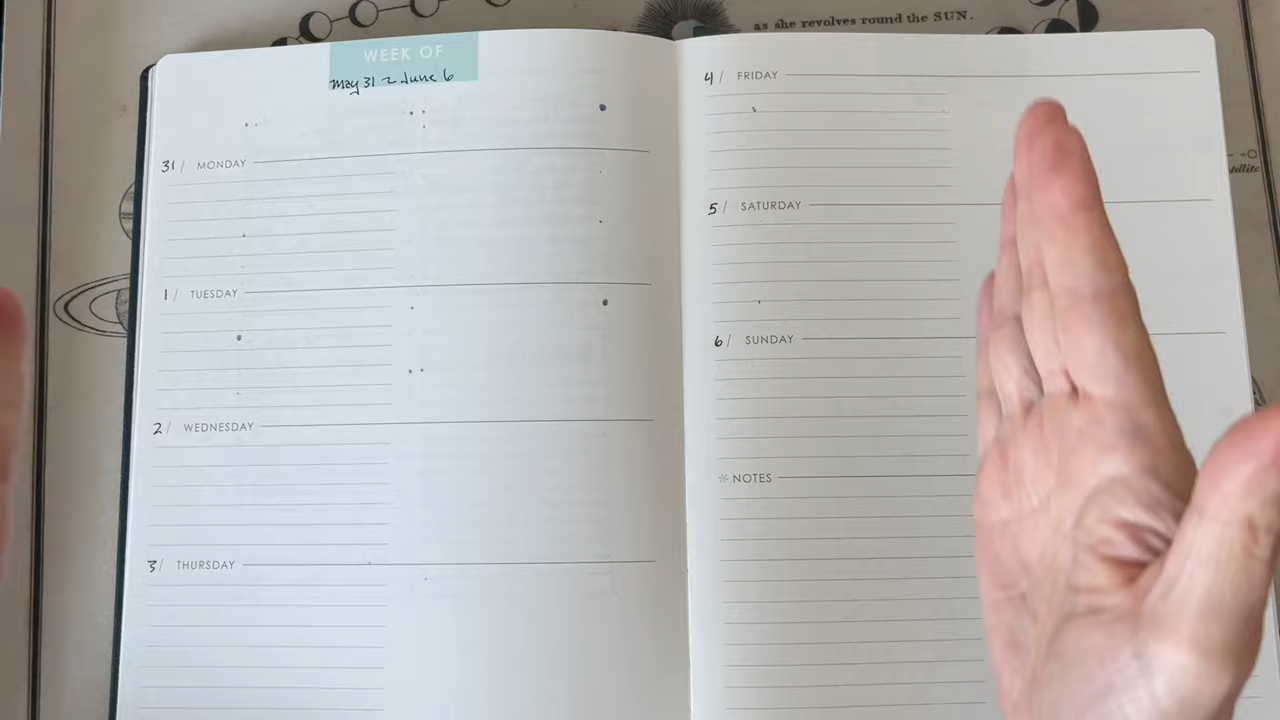 as she revolves round the SUN.
WEEK OF
May 31 ~ June 6
31/ MONDAY
1/ TUESDAY
2/ WEDNESDAY
3/ THURSDAY
4/ FRIDAY
5/ SATURDAY
6/ SUNDAY
* NOTES